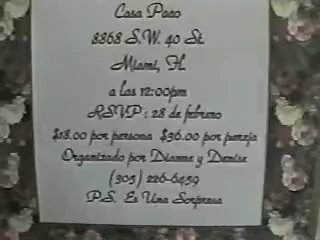 Casa Paco
8868 S.W. 40 St.
Miami, Fl.
a las 12:00pm
RSVP: 28 de febrero
$18.00 por persona $36.00 por pareja
Organizado por Dianne y Denise
(305) 226-6459
P.S. Es Una Sorpresa